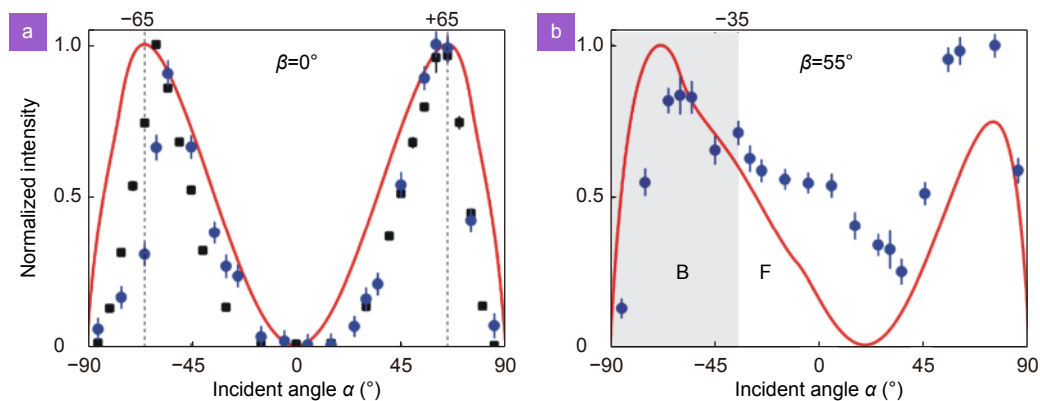 a
−65
+65
β=0°
1.0
0.5
0
Normalized intensity
−90
−45
0
45
90
Incident angle α (°)
b
−35
β=55°
1.0
0.5
0
B
F
−90
−45
0
45
90
Incident angle α (°)